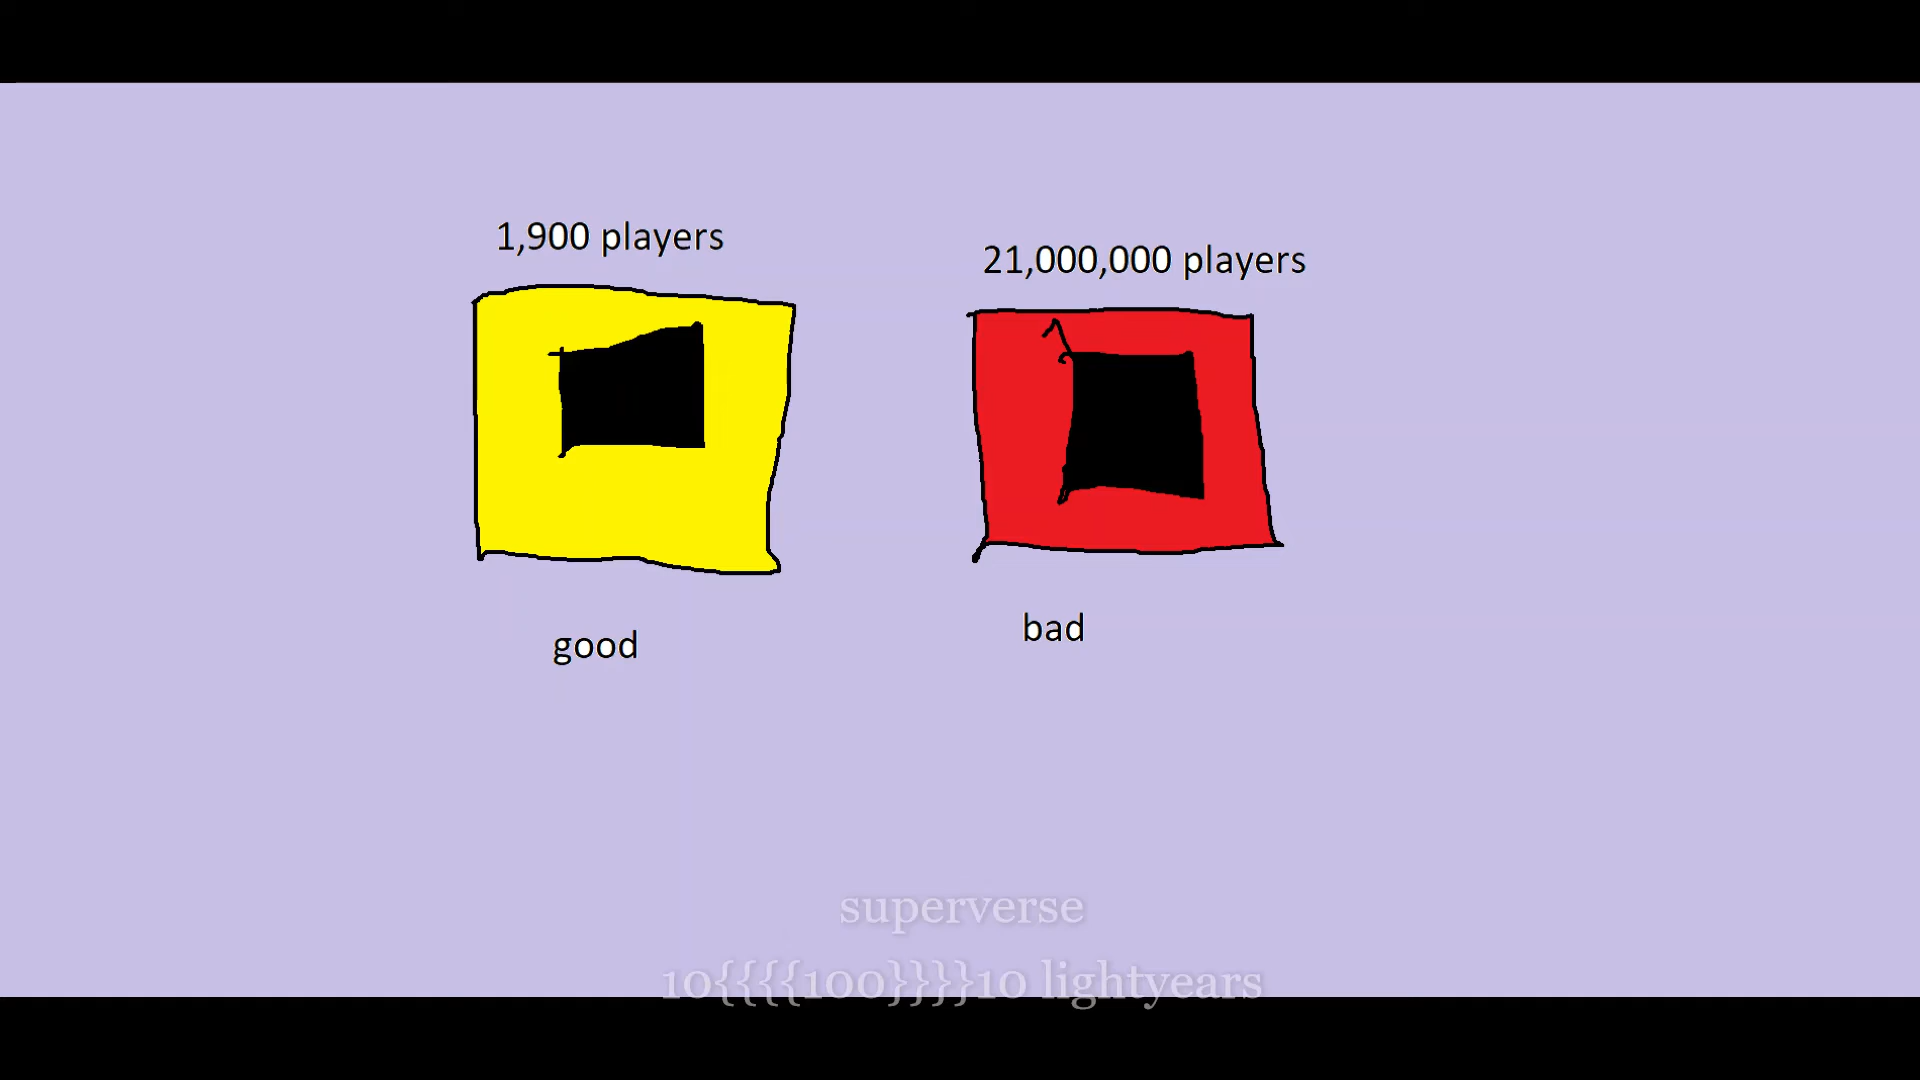 1,900 players
21,000,000 players
good
bad
superverse
10{{{{100}}}}10 lightyears